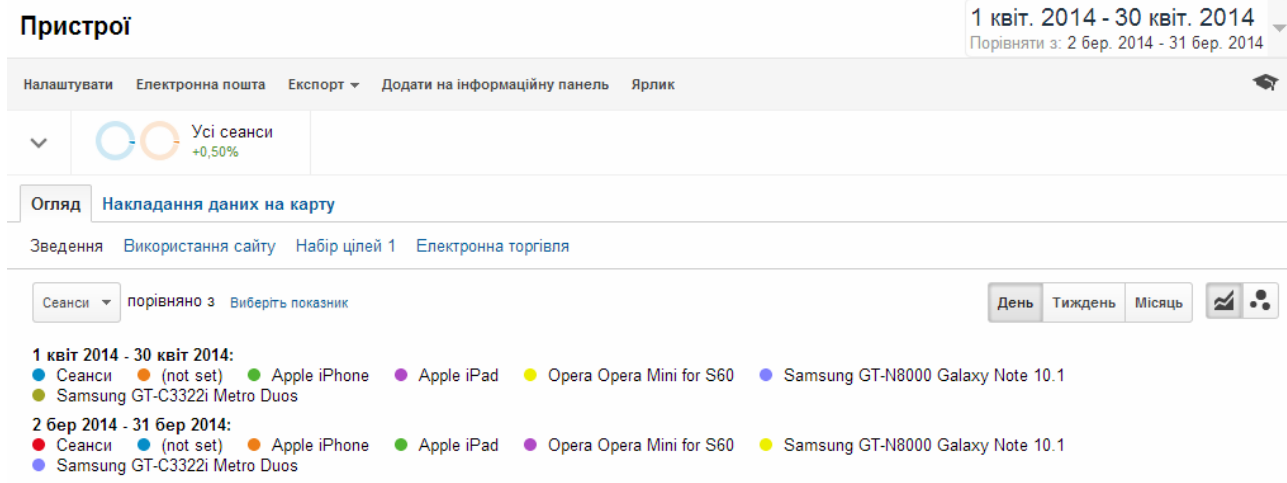 Пристрої
1 квіт. 2014 - 30 квіт. 2014
Порівняти з: 2 бер. 2014 - 31 бер. 2014
Налаштувати Електронна пошта Експорт Додати на інформаційну панель Ярлик
Усі сеанси
+0,50%
Огляд Накладання даних на карту
Зведення Використання сайту Набір цілей 1 Електронна торгівля
Сеанси порівняно з Виберіть показник День Тиждень Місяць
1 квіт 2014 - 30 квіт 2014:
Сеанси (not set) Apple iPhone Apple iPad Opera Opera Mini for S60 Samsung GT-N8000 Galaxy Note 10.1
Samsung GT-C3322i Metro Duos
2 бер 2014 - 31 бер 2014:
Сеанси (not set) Apple iPhone Apple iPad Opera Opera Mini for S60 Samsung GT-N8000 Galaxy Note 10.1
Samsung GT-C3322i Metro Duos